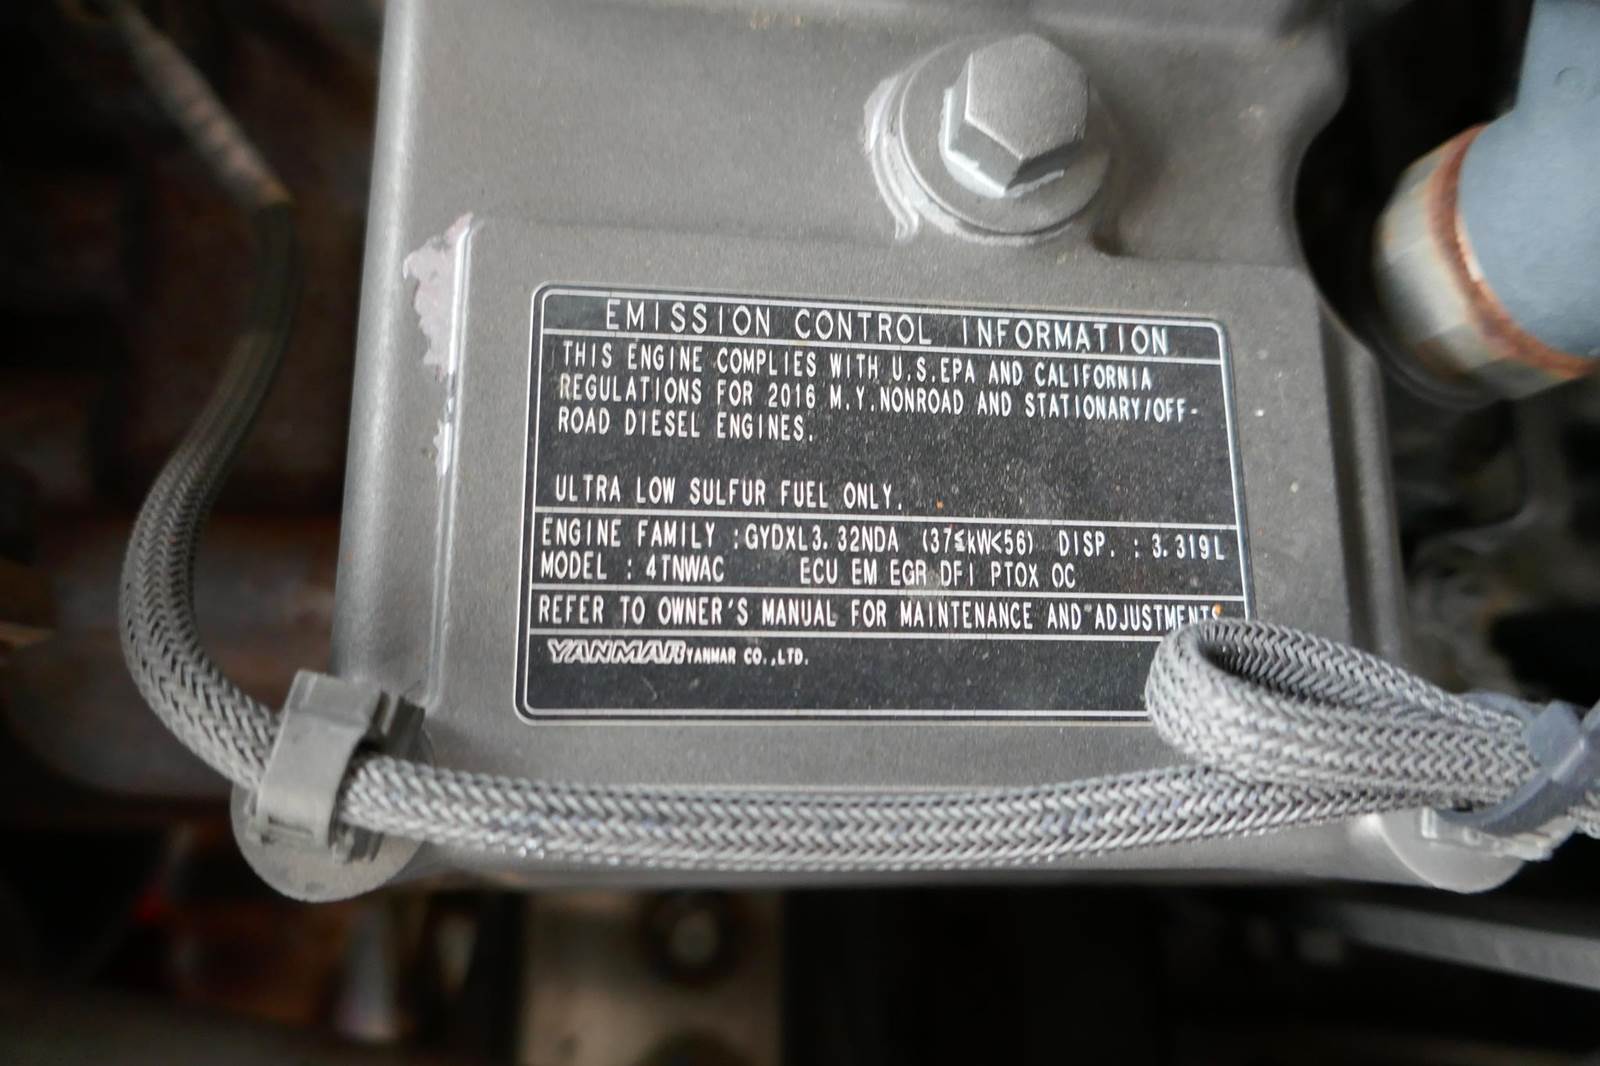 EMISSION CONTROL INFORMATION
THIS ENGINE COMPLIES WITH U.S.EPA AND CALIFORNIA
REGULATIONS FOR 2016 M.Y.NONROAD AND STATIONARY/OFF-
ROAD DIESEL ENGINES.
ULTRA LOW SULFUR FUEL ONLY.
ENGINE FAMILY :GYDXL3.32NDA (37≦kW<56) DISP. : 3.319L
MODEL : 4TNWAC ECU EM EGR DFI PTOX OC
REFER TO OWNER'S MANUAL FOR MAINTENANCE AND ADJUSTMENTS
YANMAR YANMAR CO.,LTD.